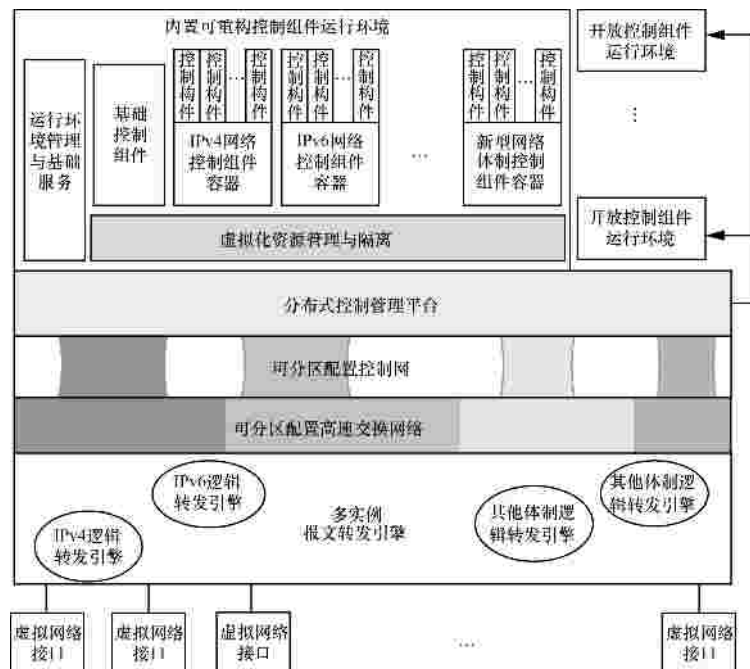 内置可重构控制组件运行环境
开放控制组件
运行环境
⋮
开放控制组件
运行环境
运行环
境管理
与基础
服务
基础
控制
组件
控制构件
控制构件
…
控制构件
IPv4网络
控制组件
容器
控制构件
控制构件
…
控制构件
IPv6网络
控制组件
容器
…
控制构件
控制构件
…
控制构件
新型网络
体制控制
组件容器
虚拟化资源管理与隔离
分布式控制管理平台
可分区配置控制网
可分区配置高速交换网络
IPv4逻辑
转发引擎
IPv6逻辑
转发引擎
多实例
报文转发引擎
其他体制逻
辑转发引擎
其他体制逻
辑转发引擎
虚拟网络
接口
虚拟网络
接口
虚拟网络
接口
…
虚拟网络
接口